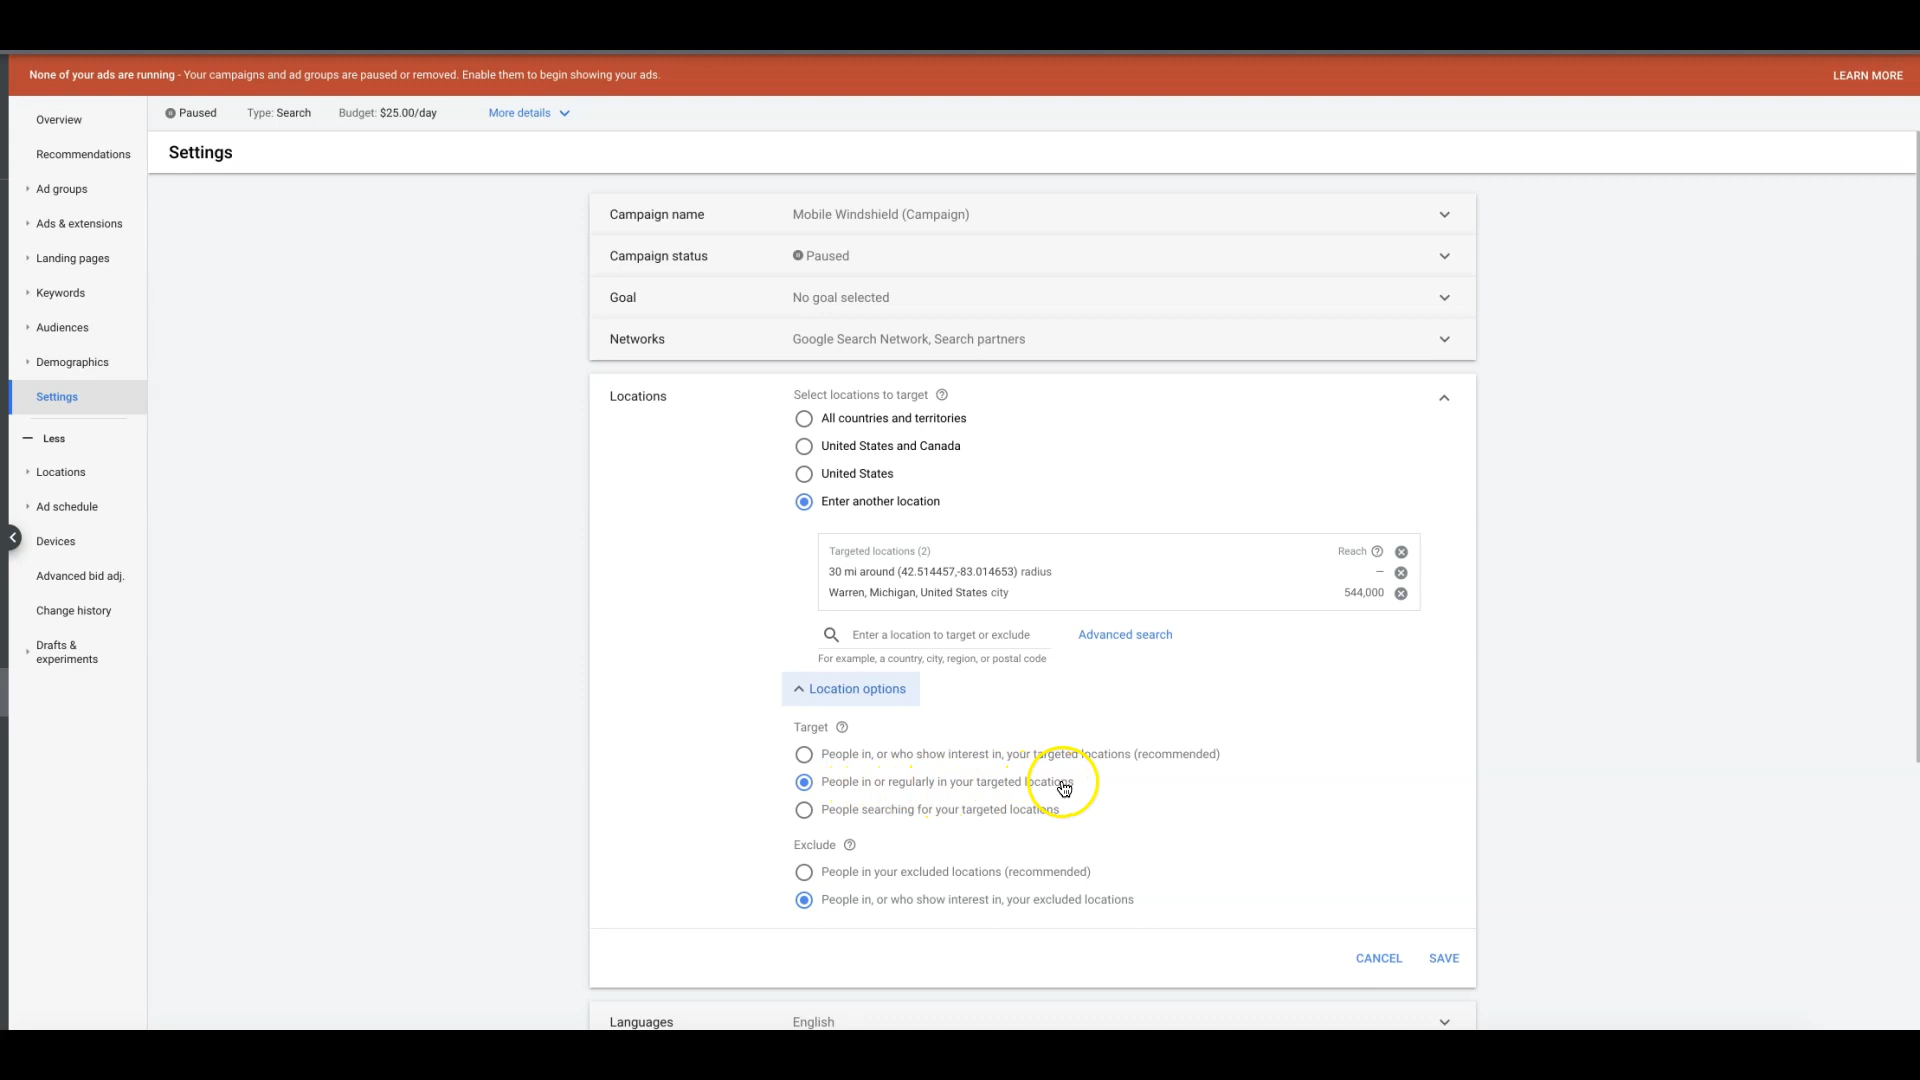 None of your ads are running - Your campaigns and ad groups are paused or removed. Enable them to begin showing your ads.
LEARN MORE
Overview
Recommendations
Ad groups
Ads & extensions
Landing pages
Keywords
Audiences
Demographics
Settings
Less
Locations
Ad schedule
Devices
Advanced bid adj.
Change history
Drafts &
experiments
Paused Type: Search Budget: $25.00/day More details
Settings
Campaign name Mobile Windshield (Campaign)
Campaign status Paused
Goal No goal selected
Networks Google Search Network, Search partners
Locations Select locations to target
All countries and territories
United States and Canada
United States
Enter another location
Targeted locations (2) Reach
30 mi around (42.514457,-83.014653) radius –
Warren, Michigan, United States city 544,000
Enter a location to target or exclude Advanced search
For example, a country, city, region, or postal code
Location options
Target
People in, or who show interest in, your targeted locations (recommended)
People in or regularly in your targeted locations
People searching for your targeted locations
Exclude
People in your excluded locations (recommended)
People in, or who show interest in, your excluded locations
CANCEL SAVE
Languages English